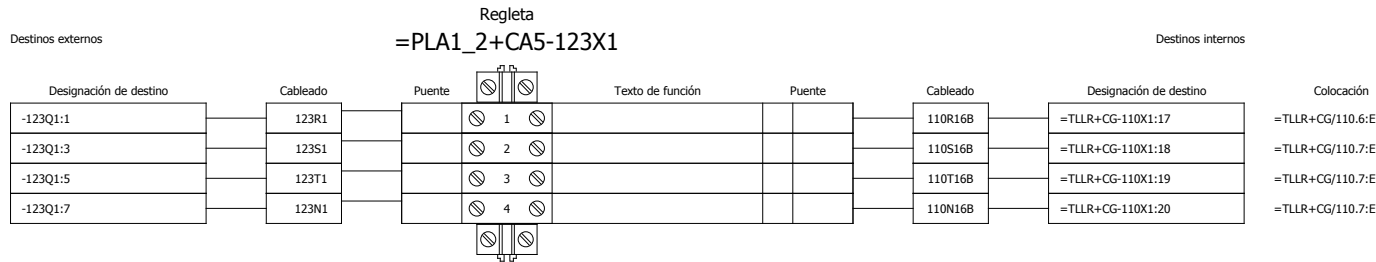 Regleta
Destinos externos =PLA1_2+CA5-123X1 Destinos internos
Designación de destino Cableado Puente Texto de función Puente Cableado Designación de destino Colocación
-123Q1:1 123R1 1 110R16B =TLLR+CG-110X1:17 =TLLR+CG/110.6:E
-123Q1:3 123S1 2 110S16B =TLLR+CG-110X1:18 =TLLR+CG/110.7:E
-123Q1:5 123T1 3 110T16B =TLLR+CG-110X1:19 =TLLR+CG/110.7:E
-123Q1:7 123N1 4 110N16B =TLLR+CG-110X1:20 =TLLR+CG/110.7:E